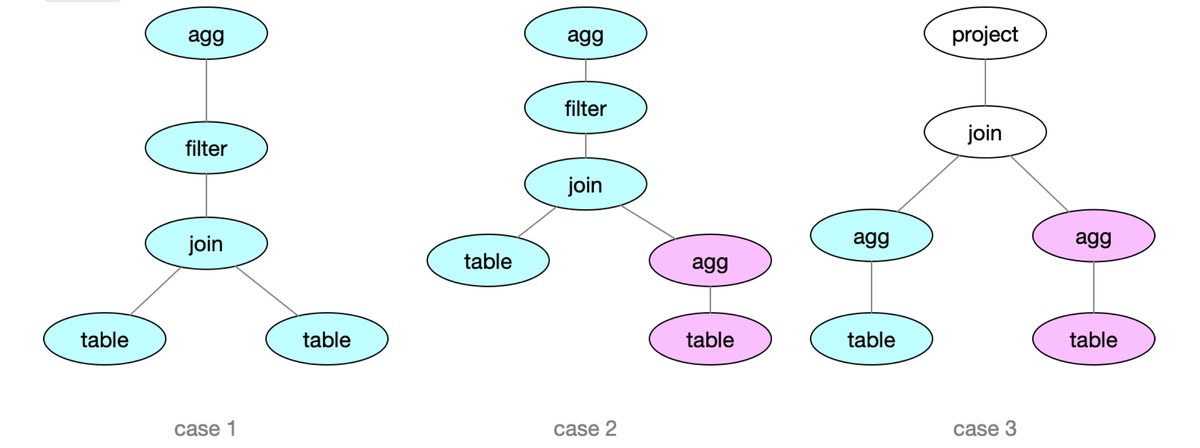 agg
filter
join
table
table
case 1
agg
filter
join
table
agg
table
case 2
project
join
agg
agg
table
table
case 3